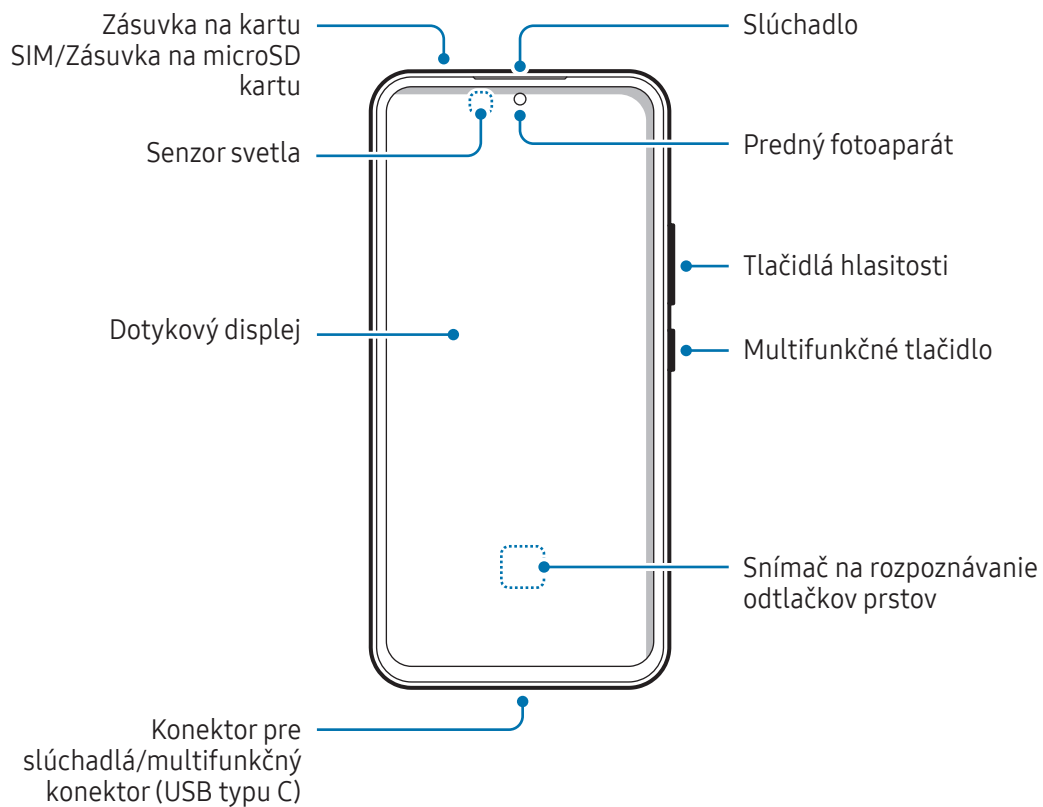 Zásuvka na kartu
SIM/Zásuvka na microSD
kartu
Senzor svetla
Dotykový displej
Konektor pre
slúchadlá/multifunkčný
konektor (USB typu C)
Slúchadlo
Predný fotoaparát
Tlačidlá hlasitosti
Multifunkčné tlačidlo
Snímač na rozpoznávanie
odtlačkov prstov